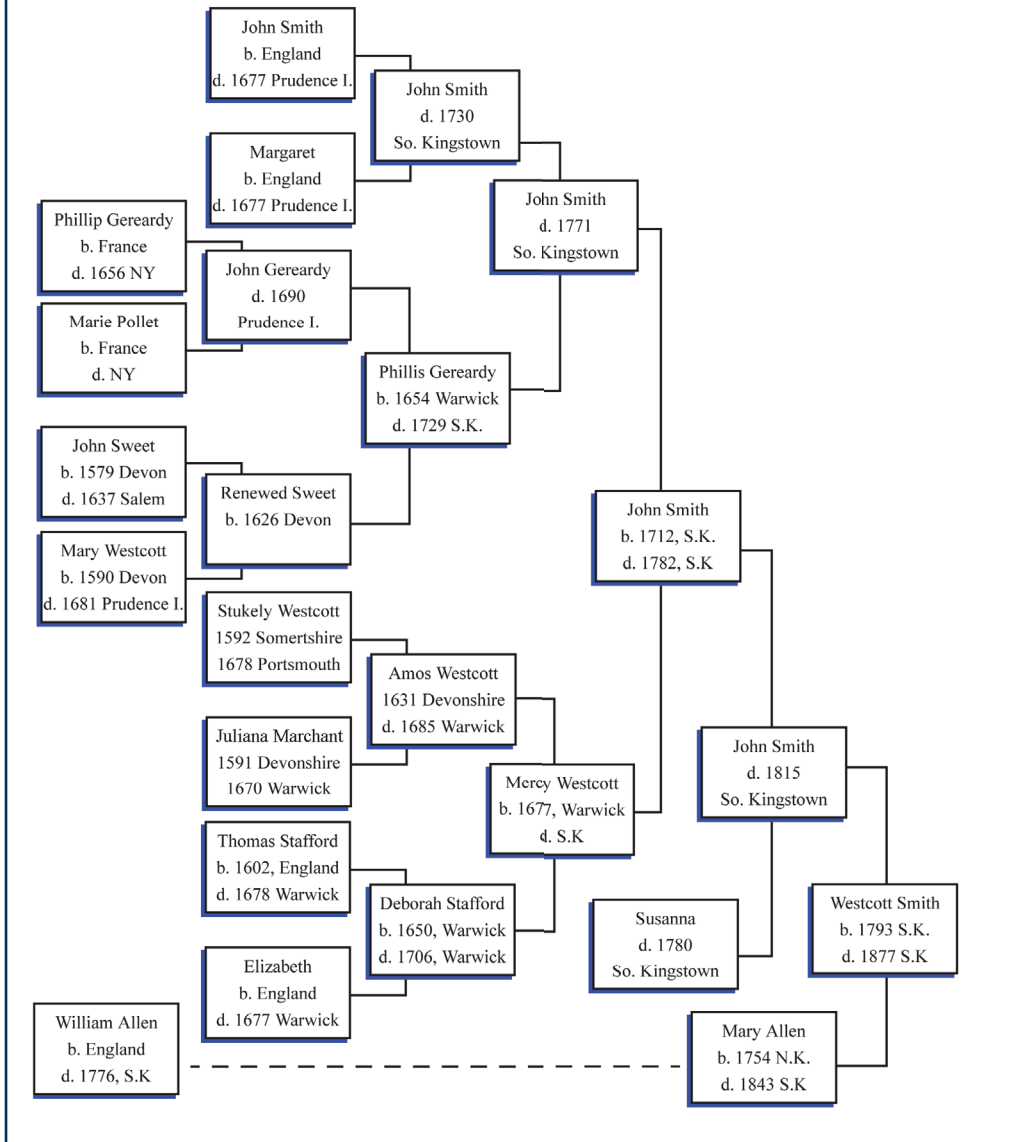 John Smith
b. England
d. 1677 Prudence I.
John Smith
d. 1730
So. Kingstown
Margaret
b. England
d. 1677 Prudence I.
John Smith
d. 1771
So. Kingstown
Phillip Gereardy
b. France
d. 1656 NY
John Gereardy
d. 1690
Prudence I.
Marie Pollet
b. France
d. NY
Phillis Gereardy
b. 1654 Warwick
d. 1729 S.K.
John Sweet
b. 1579 Devon
d. 1637 Salem
Renewed Sweet
b. 1626 Devon
Mary Westcott
b. 1590 Devon
d. 1681 Prudence I.
John Smith
b. 1712, S.K.
d. 1782, S.K
Stukely Westcott
1592 Somertshire
1678 Portsmouth
Amos Westcott
1631 Devonshire
d. 1685 Warwick
Juliana Marchant
1591 Devonshire
1670 Warwick
Mercy Westcott
b. 1677, Warwick
d. S.K
John Smith
d. 1815
So. Kingstown
Thomas Stafford
b. 1602, England
d. 1678 Warwick
Deborah Stafford
b. 1650, Warwick
d. 1706, Warwick
Elizabeth
b. England
d. 1677 Warwick
Susanna
d. 1780
So. Kingstown
Westcott Smith
b. 1793 S.K.
d. 1877 S.K
William Allen
b. England
d. 1776, S.K
Mary Allen
b. 1754 N.K.
d. 1843 S.K